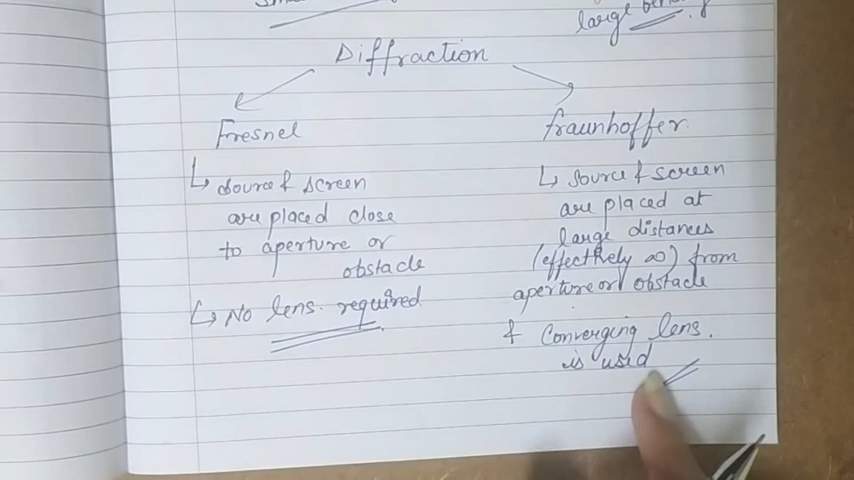 large
Diffraction
Fresnel
↳ source & screen
are placed close
to aperture or
obstacle
↳ No lens. required
fraunhoffer
↳ source & screen
are placed at
large distances
(effectively ∞) from
aperture or obstacle
& Converging lens.
is used